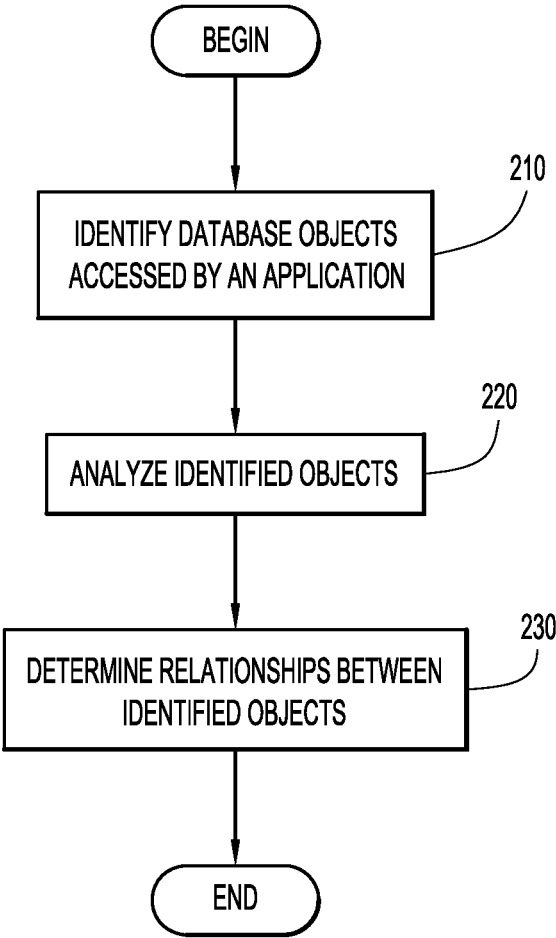 BEGIN
210
IDENTIFY DATABASE OBJECTS
ACCESSED BY AN APPLICATION
220
ANALYZE IDENTIFIED OBJECTS
230
DETERMINE RELATIONSHIPS BETWEEN
IDENTIFIED OBJECTS
END